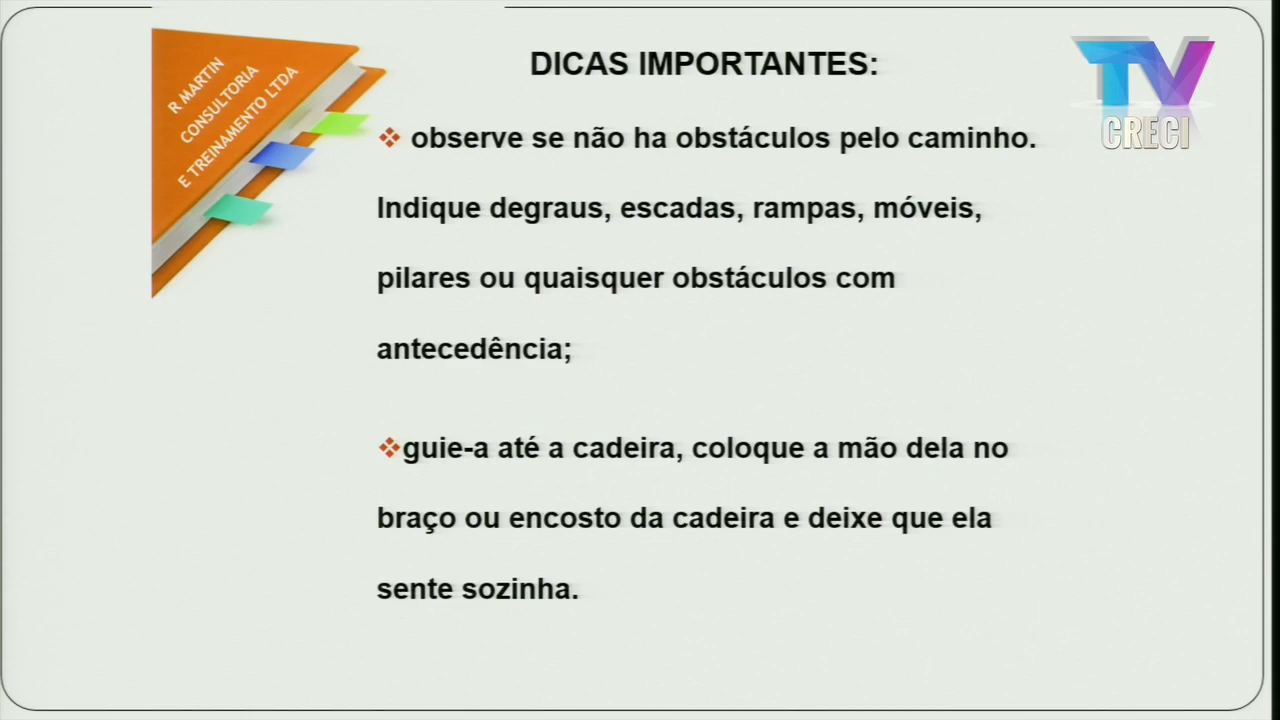 DICAS IMPORTANTES:
R MARTIN
CONSULTORIA
E TREINAMENTO LTDA
TV
CRECI
❖ observe se não ha obstáculos pelo caminho.
Indique degraus, escadas, rampas, móveis,
pilares ou quaisquer obstáculos com
antecedência;
❖guie-a até a cadeira, coloque a mão dela no
braço ou encosto da cadeira e deixe que ela
sente sozinha.